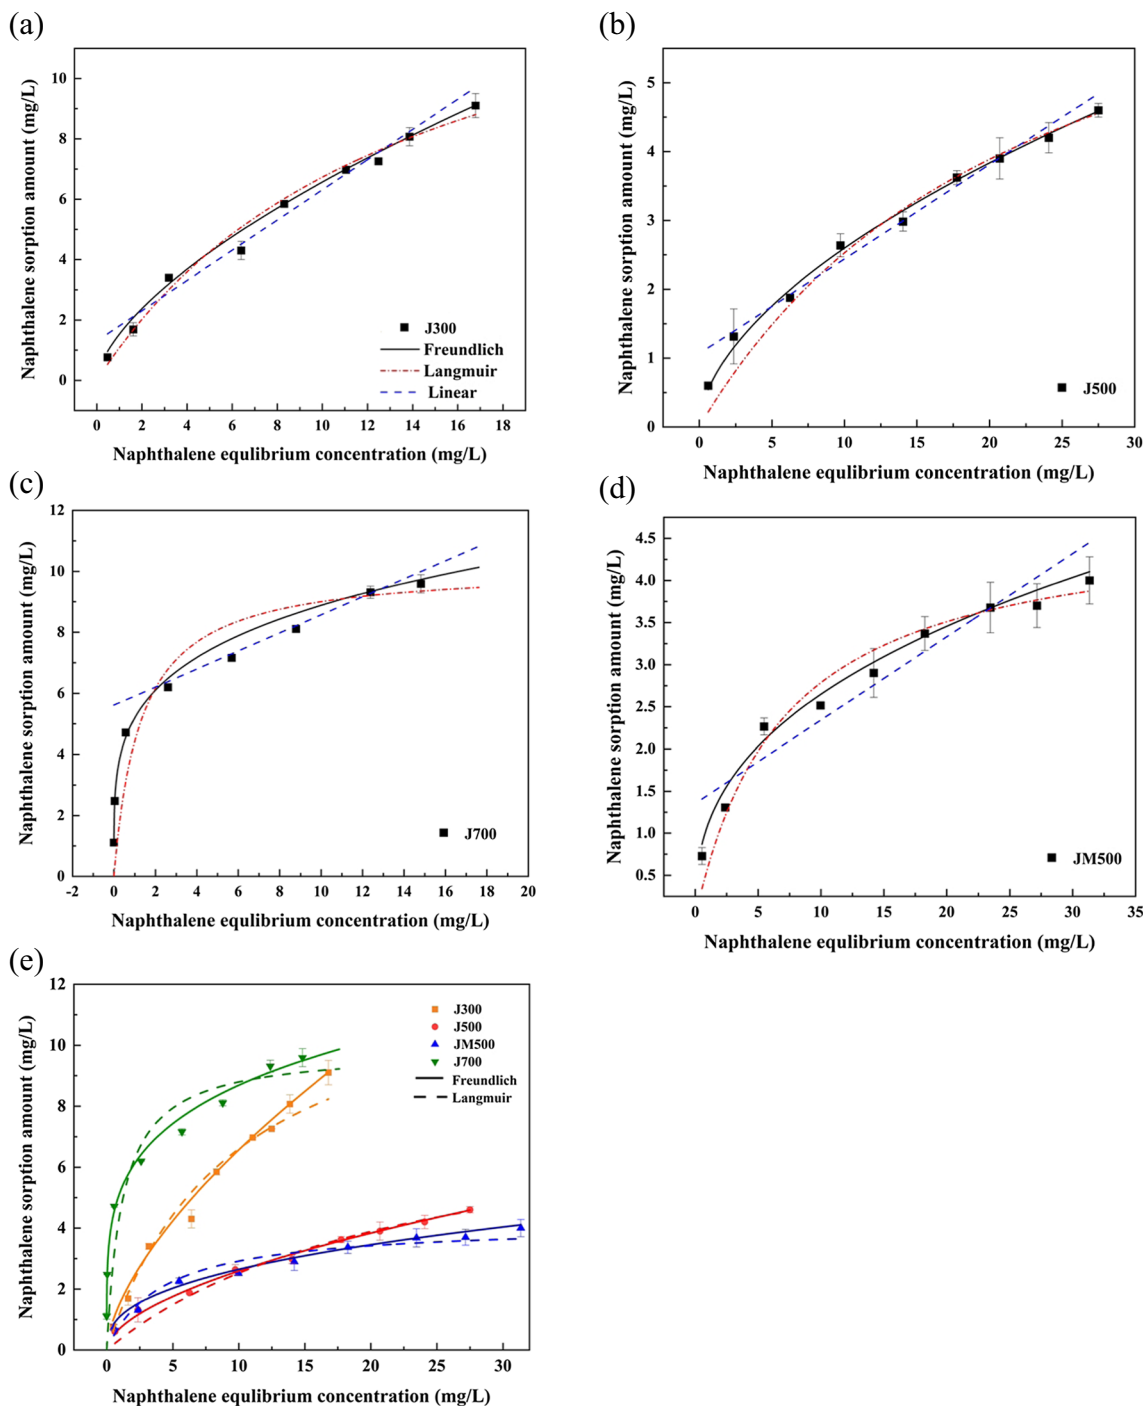 (a)
Naphthalene sorption amount (mg/L)
10
8
6
4
2
0
J300
Freundlich
Langmuir
Linear
0 2 4 6 8 10 12 14 16 18
Naphthalene equlibrium concentration (mg/L)
(b)
Naphthalene sorption amount (mg/L)
5
4
3
2
1
0
J500
0 5 10 15 20 25 30
Naphthalene equlibrium concentration (mg/L)
(c)
Naphthalene sorption amount (mg/L)
12
10
8
6
4
2
0
J700
-2 0 2 4 6 8 10 12 14 16 18 20
Naphthalene equlibrium concentration (mg/L)
(d)
Naphthalene sorption amount (mg/L)
4.5
4.0
3.5
3.0
2.5
2.0
1.5
1.0
0.5
JM500
0 5 10 15 20 25 30 35
Naphthalene equlibrium concentration (mg/L)
(e)
Naphthalene sorption amount (mg/L)
12
10
8
6
4
2
0
J300
J500
JM500
J700
Freundlich
Langmuir
0 5 10 15 20 25 30
Naphthalene equlibrium concentration (mg/L)